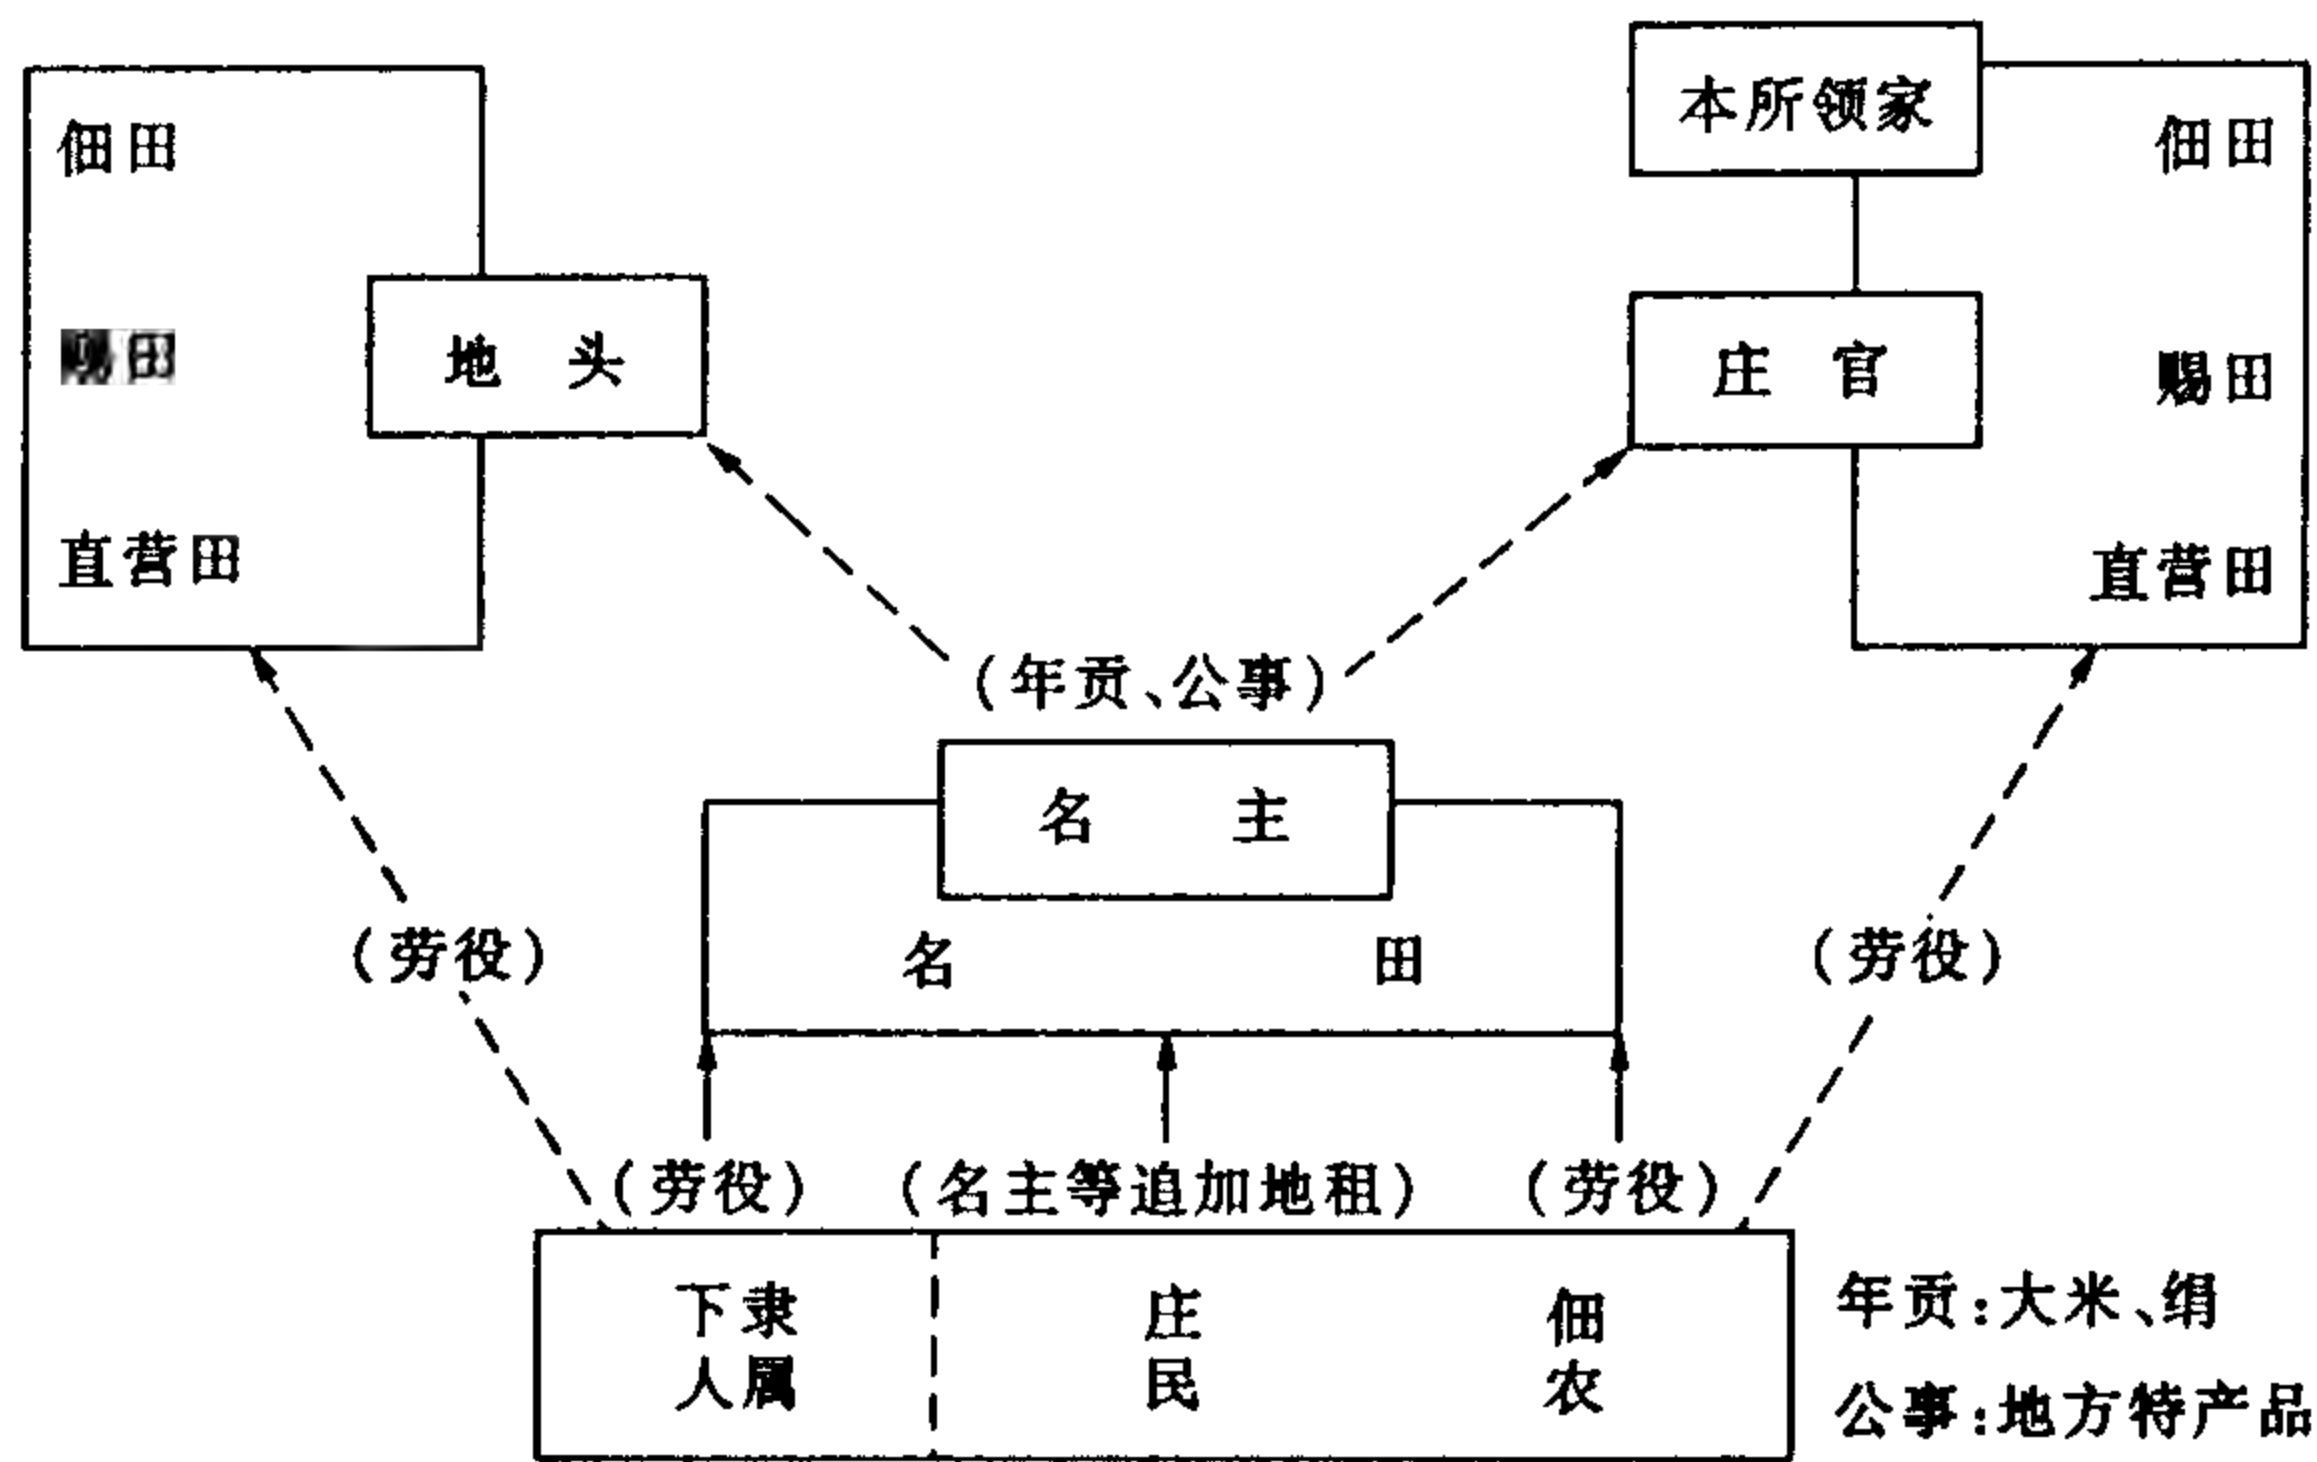 本所领家
佃田
佃田
赐田
地 头
庄 官
田
直营田
直营田
(年贡、公事)
名 主
名 田
(劳役)
(劳役)
(劳役)
(名主等追加地租)
(劳役)
下人
隶属
庄民
佃农
年贡:大米、绢
公事:地方特产品